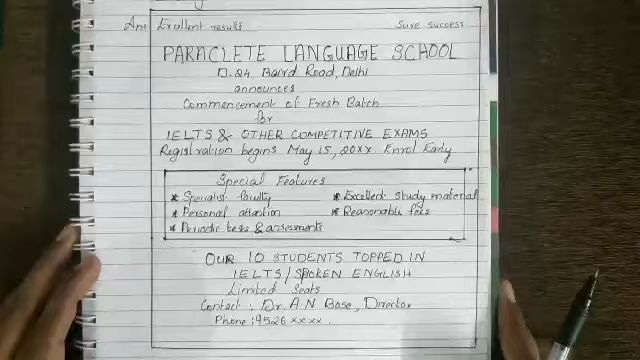 An: Excellent results Sure success
PARACLETE LANGUAGE SCHOOL
D-24, Baird Road, Delhi
announces
Commencement of Fresh Batch
for
IELTS & OTHER COMPETITIVE EXAMS
Registration begins May 15, 20xx. Enrol Early
Special Features
* Specialist faculty * Excellent study material
* Personal attention * Reasonable fees
* Periodic tests & assessments
OUR 10 STUDENTS TOPPED IN
IELTS/SPOKEN ENGLISH
Limited Seats
Contact: Dr. A.N Bose, Director
Phone: 94526 xxxx.